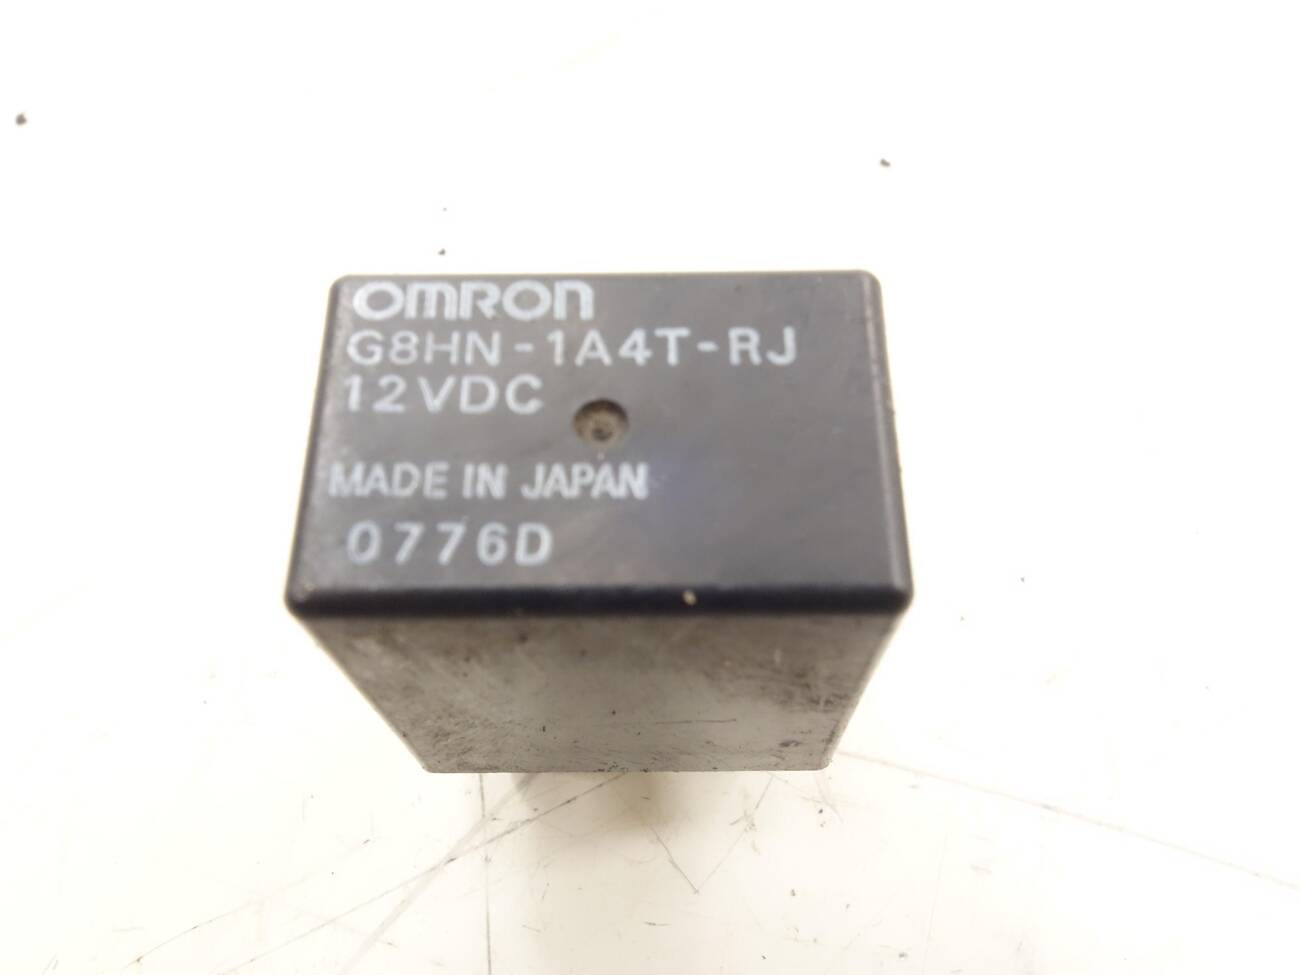 OMRON
G8HN-1A4T-RJ
12VDC
MADE IN JAPAN
0776D